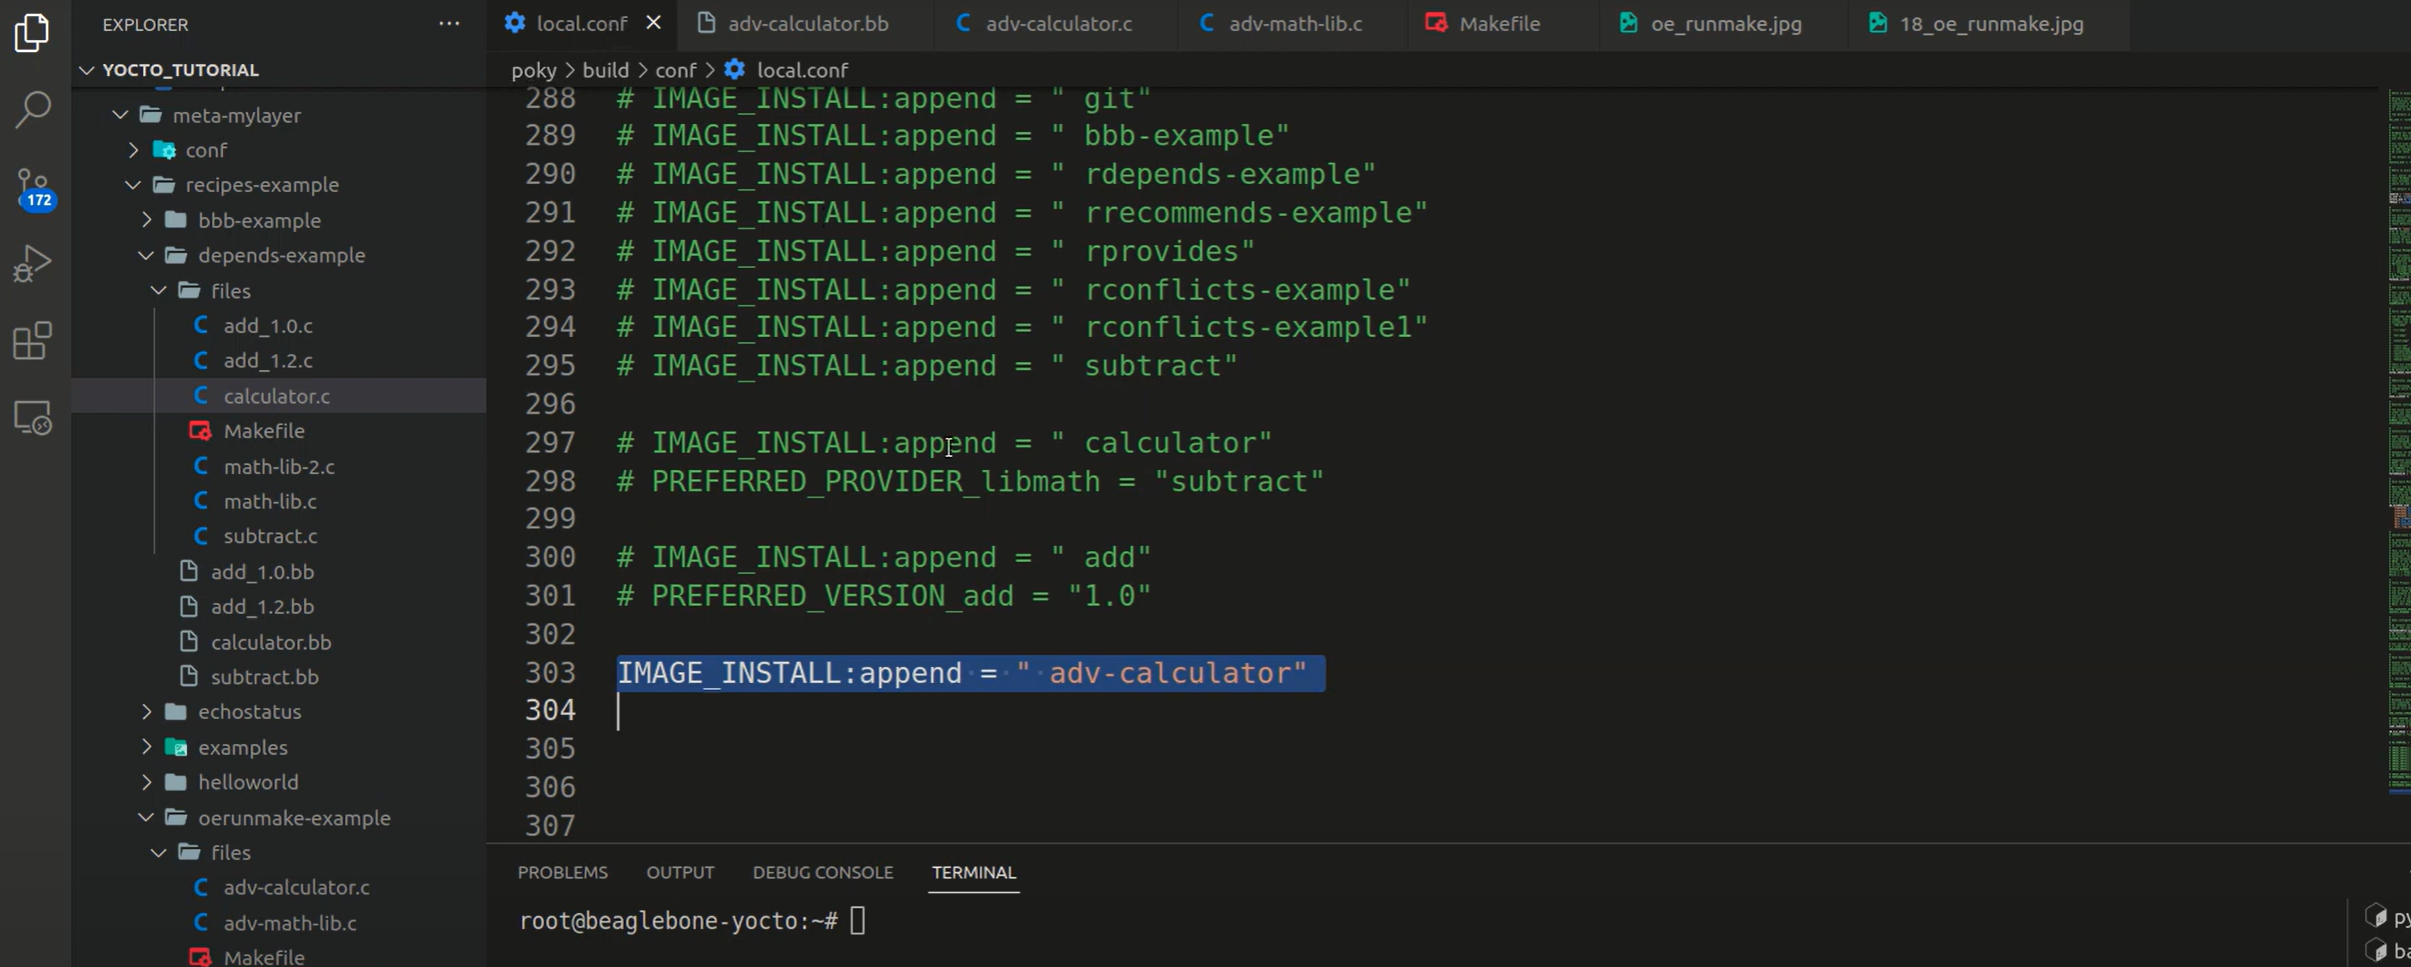 EXPLORER
···
YOCTO_TUTORIAL
meta-mylayer
conf
recipes-example
bbb-example
depends-example
files
add_1.0.c
add_1.2.c
calculator.c
Makefile
math-lib-2.c
math-lib.c
subtract.c
add_1.0.bb
add_1.2.bb
calculator.bb
subtract.bb
echostatus
examples
helloworld
oerunmake-example
files
adv-calculator.c
adv-math-lib.c
Makefile
172
local.conf adv-calculator.bb adv-calculator.c adv-math-lib.c Makefile oe_runmake.jpg 18_oe_runmake.jpg
poky > build > conf > local.conf
288 # IMAGE_INSTALL:append = " git"
289 # IMAGE_INSTALL:append = " bbb-example"
290 # IMAGE_INSTALL:append = " rdepends-example"
291 # IMAGE_INSTALL:append = " rrecommends-example"
292 # IMAGE_INSTALL:append = " rprovides"
293 # IMAGE_INSTALL:append = " rconflicts-example"
294 # IMAGE_INSTALL:append = " rconflicts-example1"
295 # IMAGE_INSTALL:append = " subtract"
296
297 # IMAGE_INSTALL:append = " calculator"
298 # PREFERRED_PROVIDER_libmath = "subtract"
299
300 # IMAGE_INSTALL:append = " add"
301 # PREFERRED_VERSION_add = "1.0"
302
303 IMAGE_INSTALL:append = " adv-calculator"
304
305
306
307
PROBLEMS OUTPUT DEBUG CONSOLE TERMINAL
root@beaglebone-yocto:~#